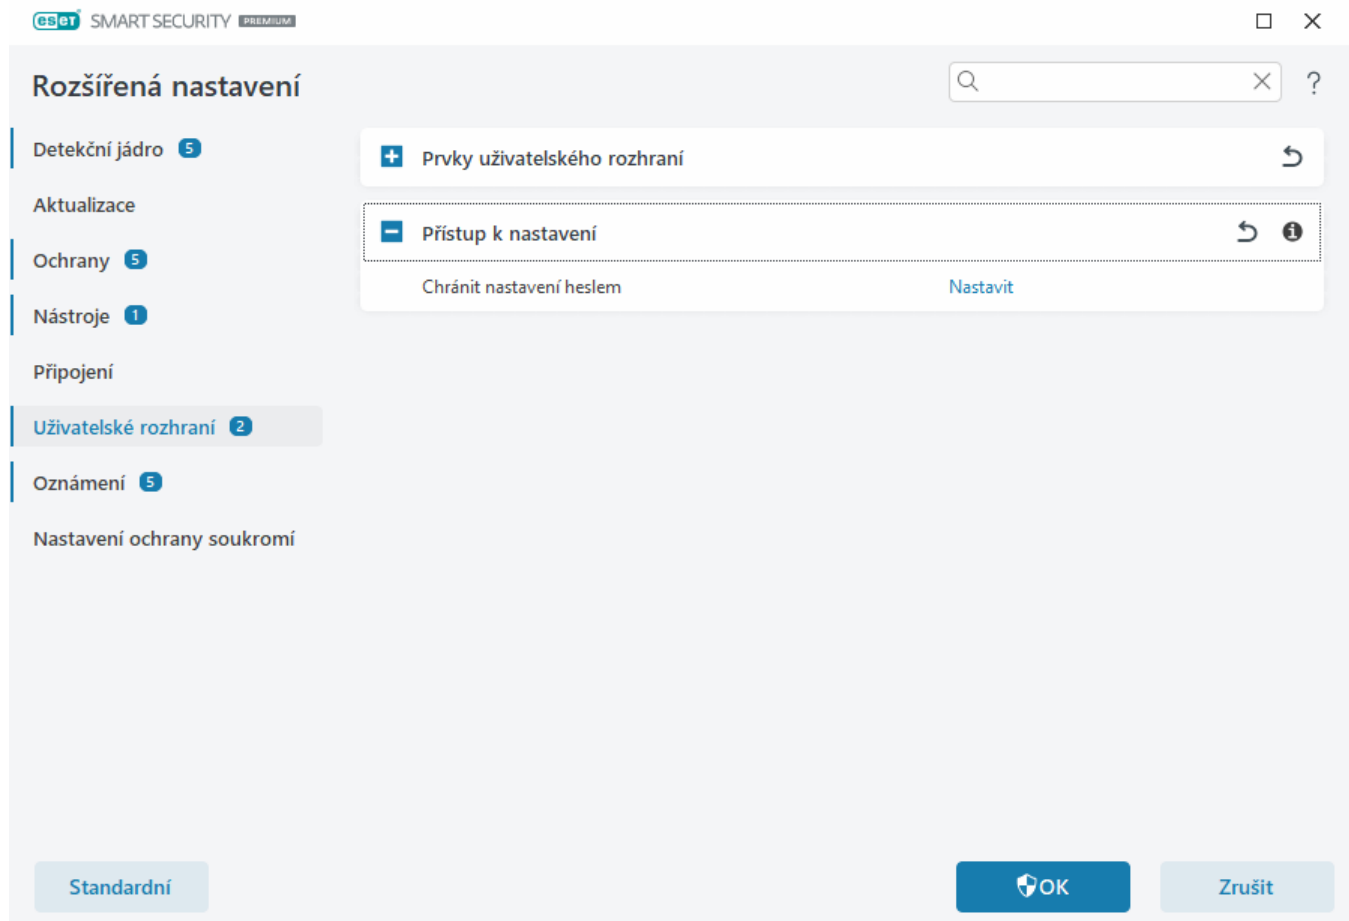 eset SMART SECURITY PREMIUM
Rozšířená nastavení
?
Detekční jádro 5
Aktualizace
Ochrany 5
Nástroje 1
Připojení
Uživatelské rozhraní 2
Oznámení 5
Nastavení ochrany soukromí
Prvky uživatelského rozhraní
Přístup k nastavení
Chránit nastavení heslem Nastavit
Standardní
OK
Zrušit